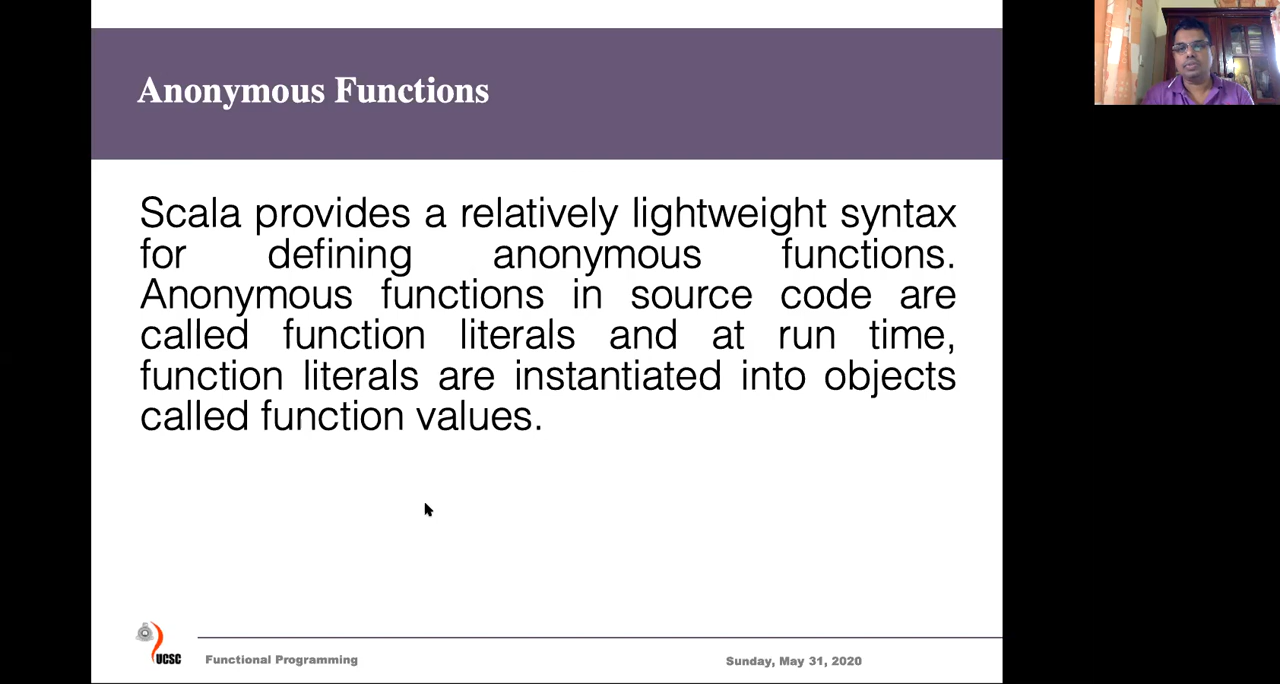 Anonymous Functions
Scala provides a relatively lightweight syntax
for defining anonymous functions.
Anonymous functions in source code are
called function literals and at run time,
function literals are instantiated into objects
called function values.
UCSC
Functional Programming
Sunday, May 31, 2020